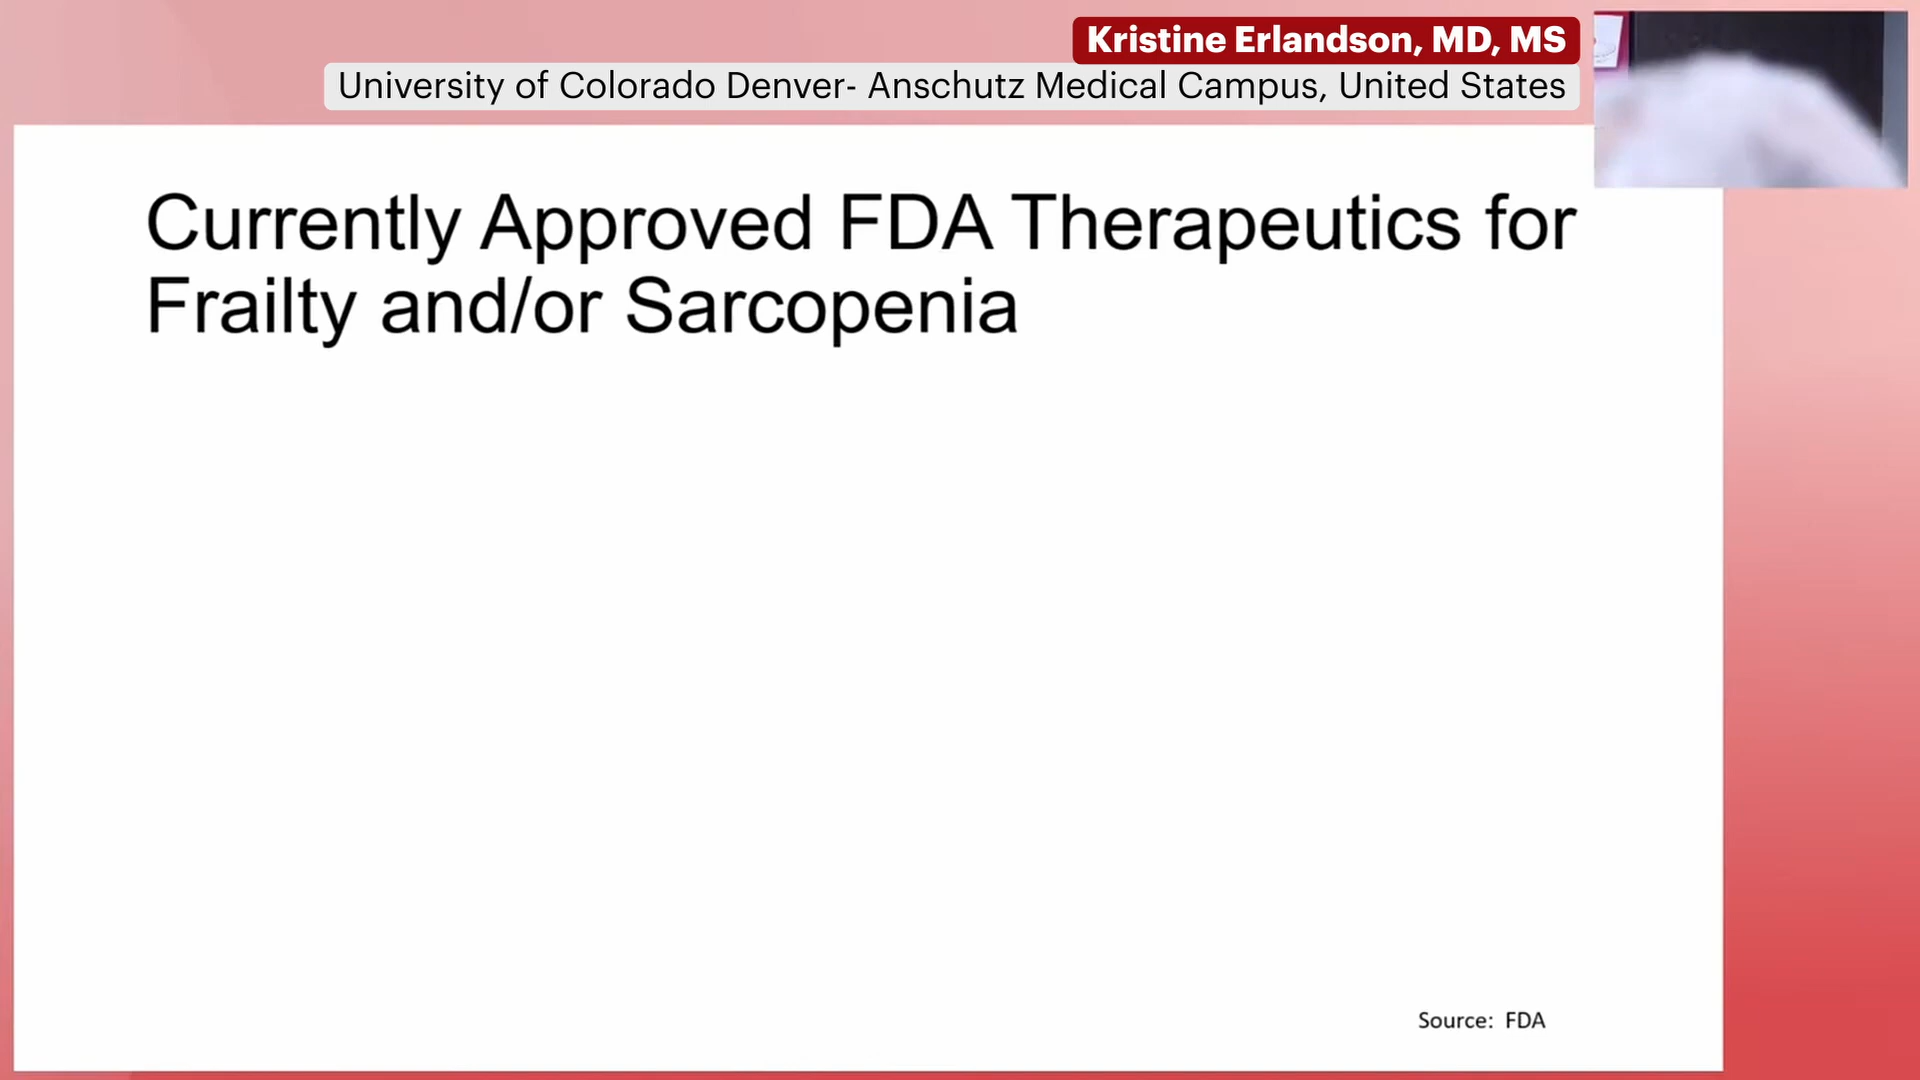 Kristine Erlandson, MD, MS
University of Colorado Denver- Anschutz Medical Campus, United States
Currently Approved FDA Therapeutics for
Frailty and/or Sarcopenia
Source: FDA